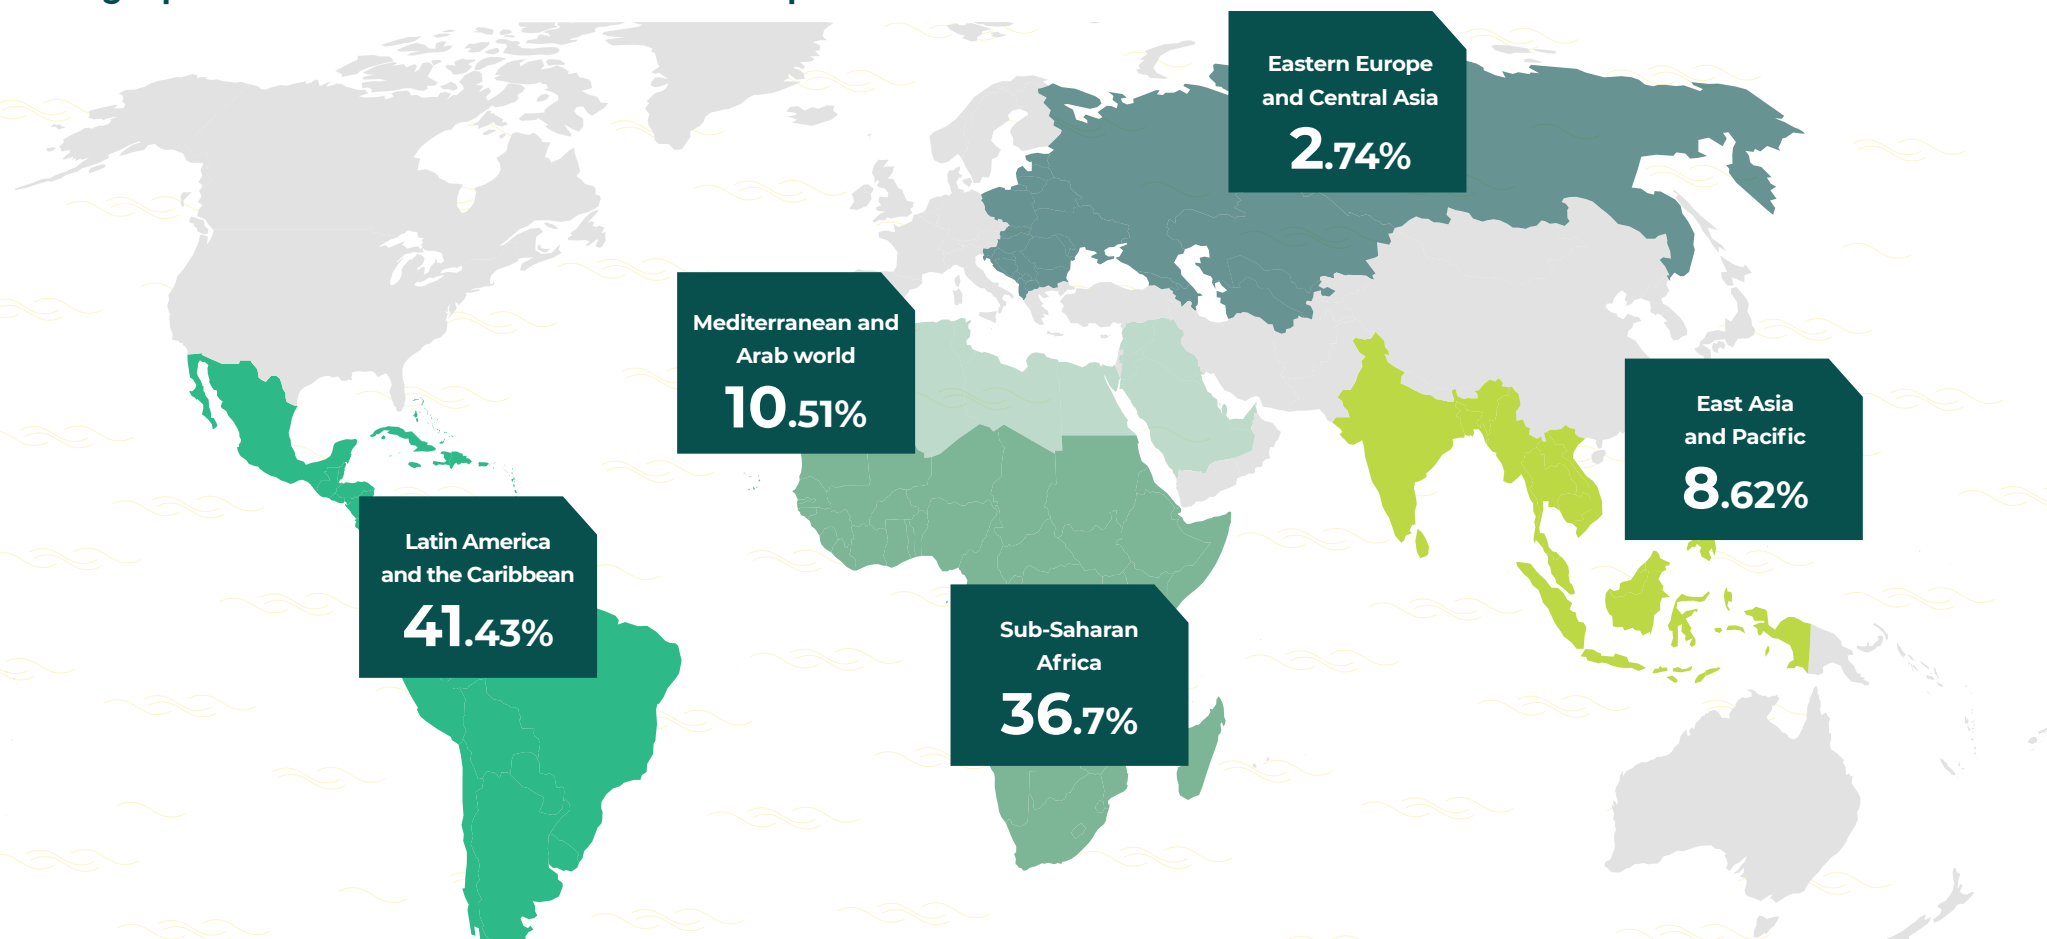 Eastern Europe
and Central Asia
2.74%
Mediterranean and
Arab world
10.51%
East Asia
and Pacific
8.62%
Latin America
and the Caribbean
41.43%
Sub-Saharan
Africa
36.7%